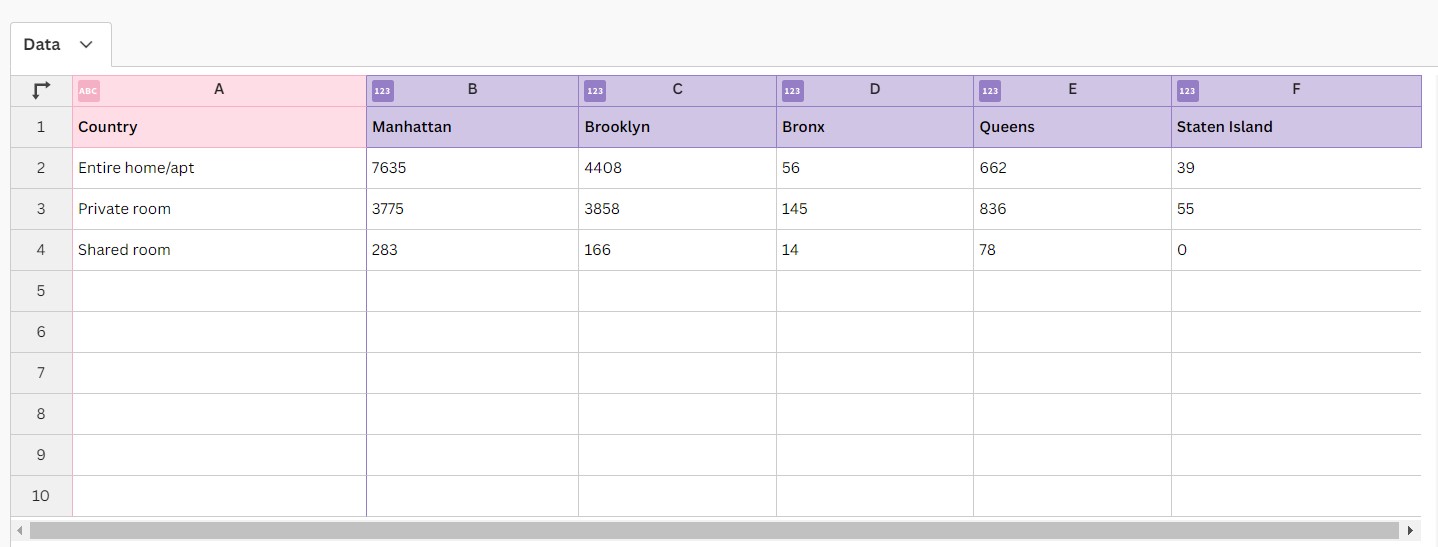 Data
ABC A 123 B 123 C 123 D 123 E 123 F
1 Country Manhattan Brooklyn Bronx Queens Staten Island
2 Entire home/apt 7635 4408 56 662 39
3 Private room 3775 3858 145 836 55
4 Shared room 283 166 14 78 0
5
6
7
8
9
10